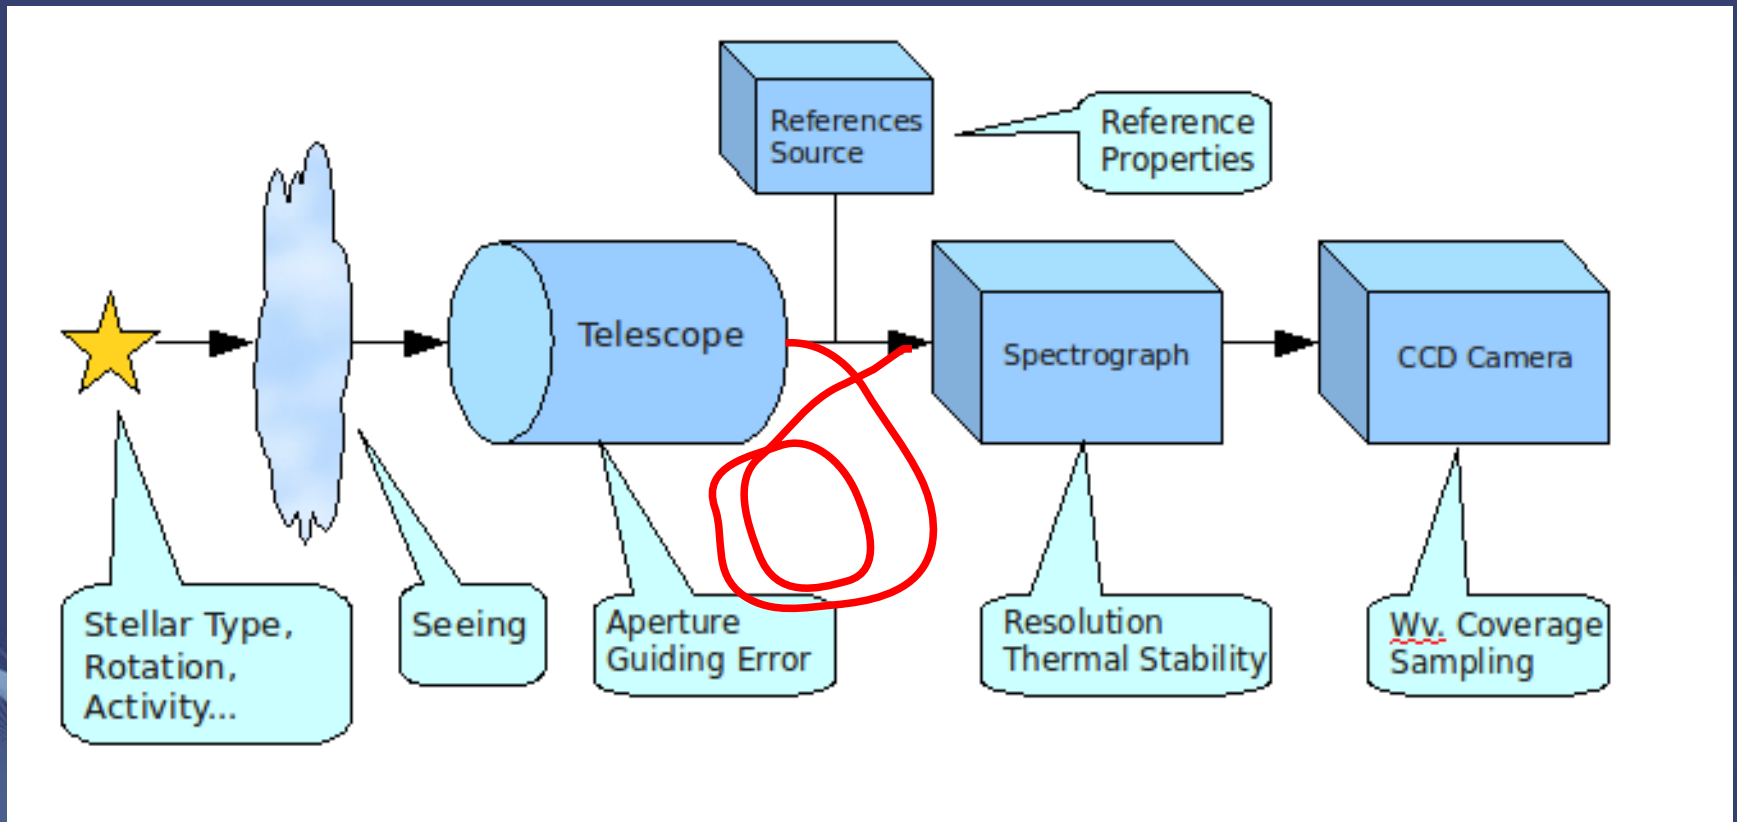 References
Source
Reference
Properties
Telescope
Spectrograph
CCD Camera
Stellar Type,
Rotation,
Activity...
Seeing
Aperture
Guiding Error
Resolution
Thermal Stability
Wv. Coverage
Sampling